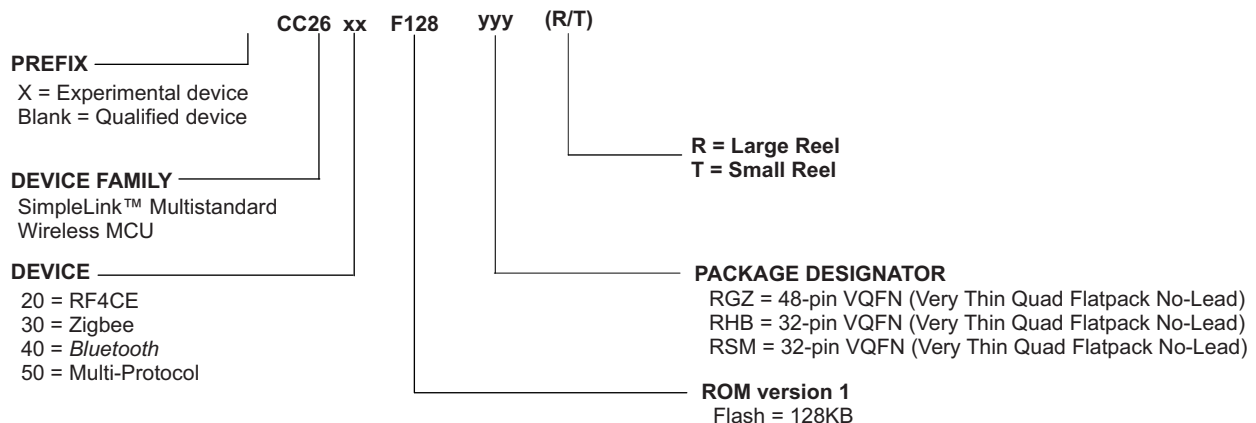 CC26 xx F128 yyy (R/T)
PREFIX
X = Experimental device
Blank = Qualified device
R = Large Reel
T = Small Reel
DEVICE FAMILY
SimpleLink™ Multistandard
Wireless MCU
DEVICE
20 = RF4CE
30 = Zigbee
40 = Bluetooth
50 = Multi-Protocol
PACKAGE DESIGNATOR
RGZ = 48-pin VQFN (Very Thin Quad Flatpack No-Lead)
RHB = 32-pin VQFN (Very Thin Quad Flatpack No-Lead)
RSM = 32-pin VQFN (Very Thin Quad Flatpack No-Lead)
ROM version 1
Flash = 128KB